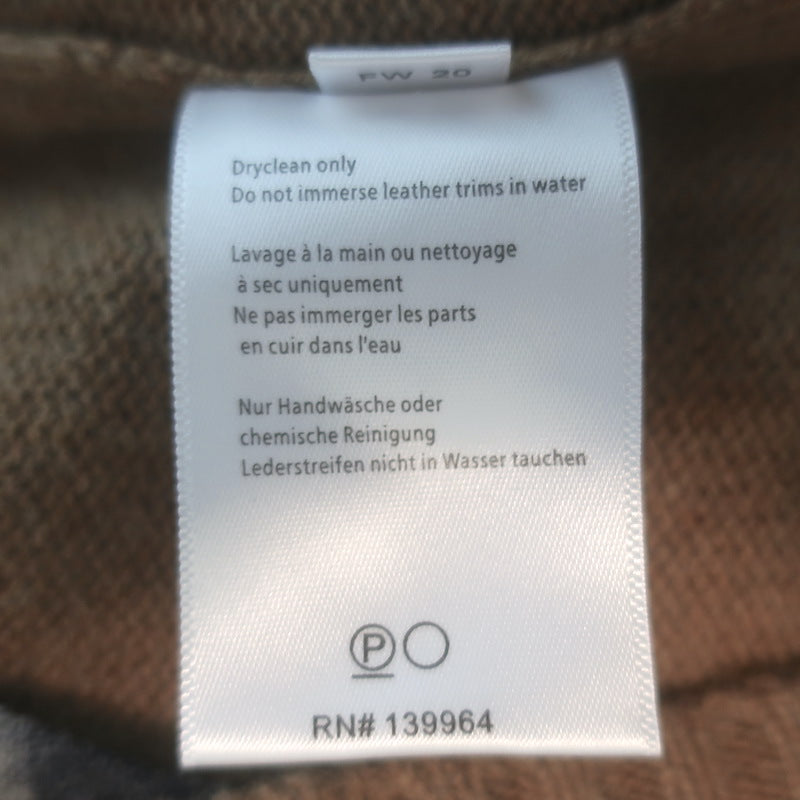 FW 20
Dryclean only
Do not immerse leather trims in water
Lavage à la main ou nettoyage
à sec uniquement
Ne pas immerger les parts
en cuir dans l'eau
Nur Handwäsche oder
chemische Reinigung
Lederstreifen nicht in Wasser tauchen
P
RN# 139964